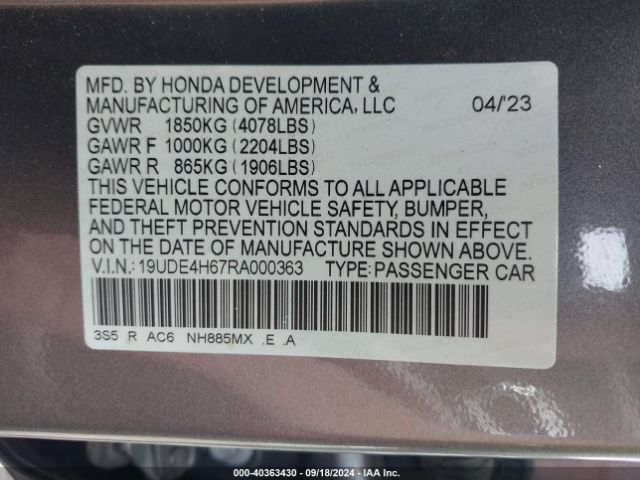 MFD. BY HONDA DEVELOPMENT &
MANUFACTURING OF AMERICA, LLC 04/'23
GVWR 1850KG (4078LBS)
GAWR F 1000KG (2204LBS)
GAWR R 865KG (1906LBS)
THIS VEHICLE CONFORMS TO ALL APPLICABLE
FEDERAL MOTOR VEHICLE SAFETY, BUMPER,
AND THEFT PREVENTION STANDARDS IN EFFECT
ON THE DATE OF MANUFACTURE SHOWN ABOVE.
V.I.N.: 19UDE4H67RA000363 TYPE: PASSENGER CAR
3S5 R AC6 NH885MX .E .A
000-40363430 - 09/18/2024 - IAA Inc.